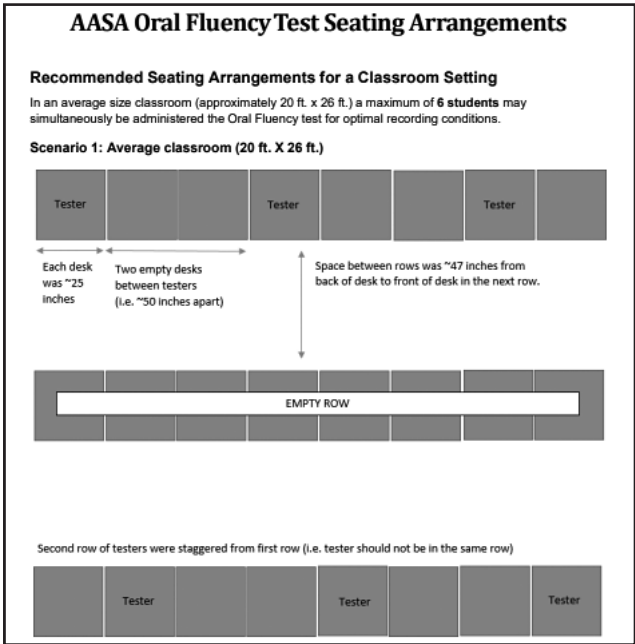 AASA Oral Fluency Test Seating Arrangements
Recommended Seating Arrangements for a Classroom Setting
In an average size classroom (approximately 20 ft. x 26 ft.) a maximum of 6 students may
simultaneously be administered the Oral Fluency test for optimal recording conditions.
Scenario 1: Average classroom (20 ft. X 26 ft.)
Tester
Tester
Tester
Each desk
was ~25
inches
Two empty desks
between testers
(i.e. ~50 inches apart)
Space between rows was ~47 inches from
back of desk to front of desk in the next row.
EMPTY ROW
Second row of testers were staggered from first row (i.e. tester should not be in the same row)
Tester
Tester
Tester